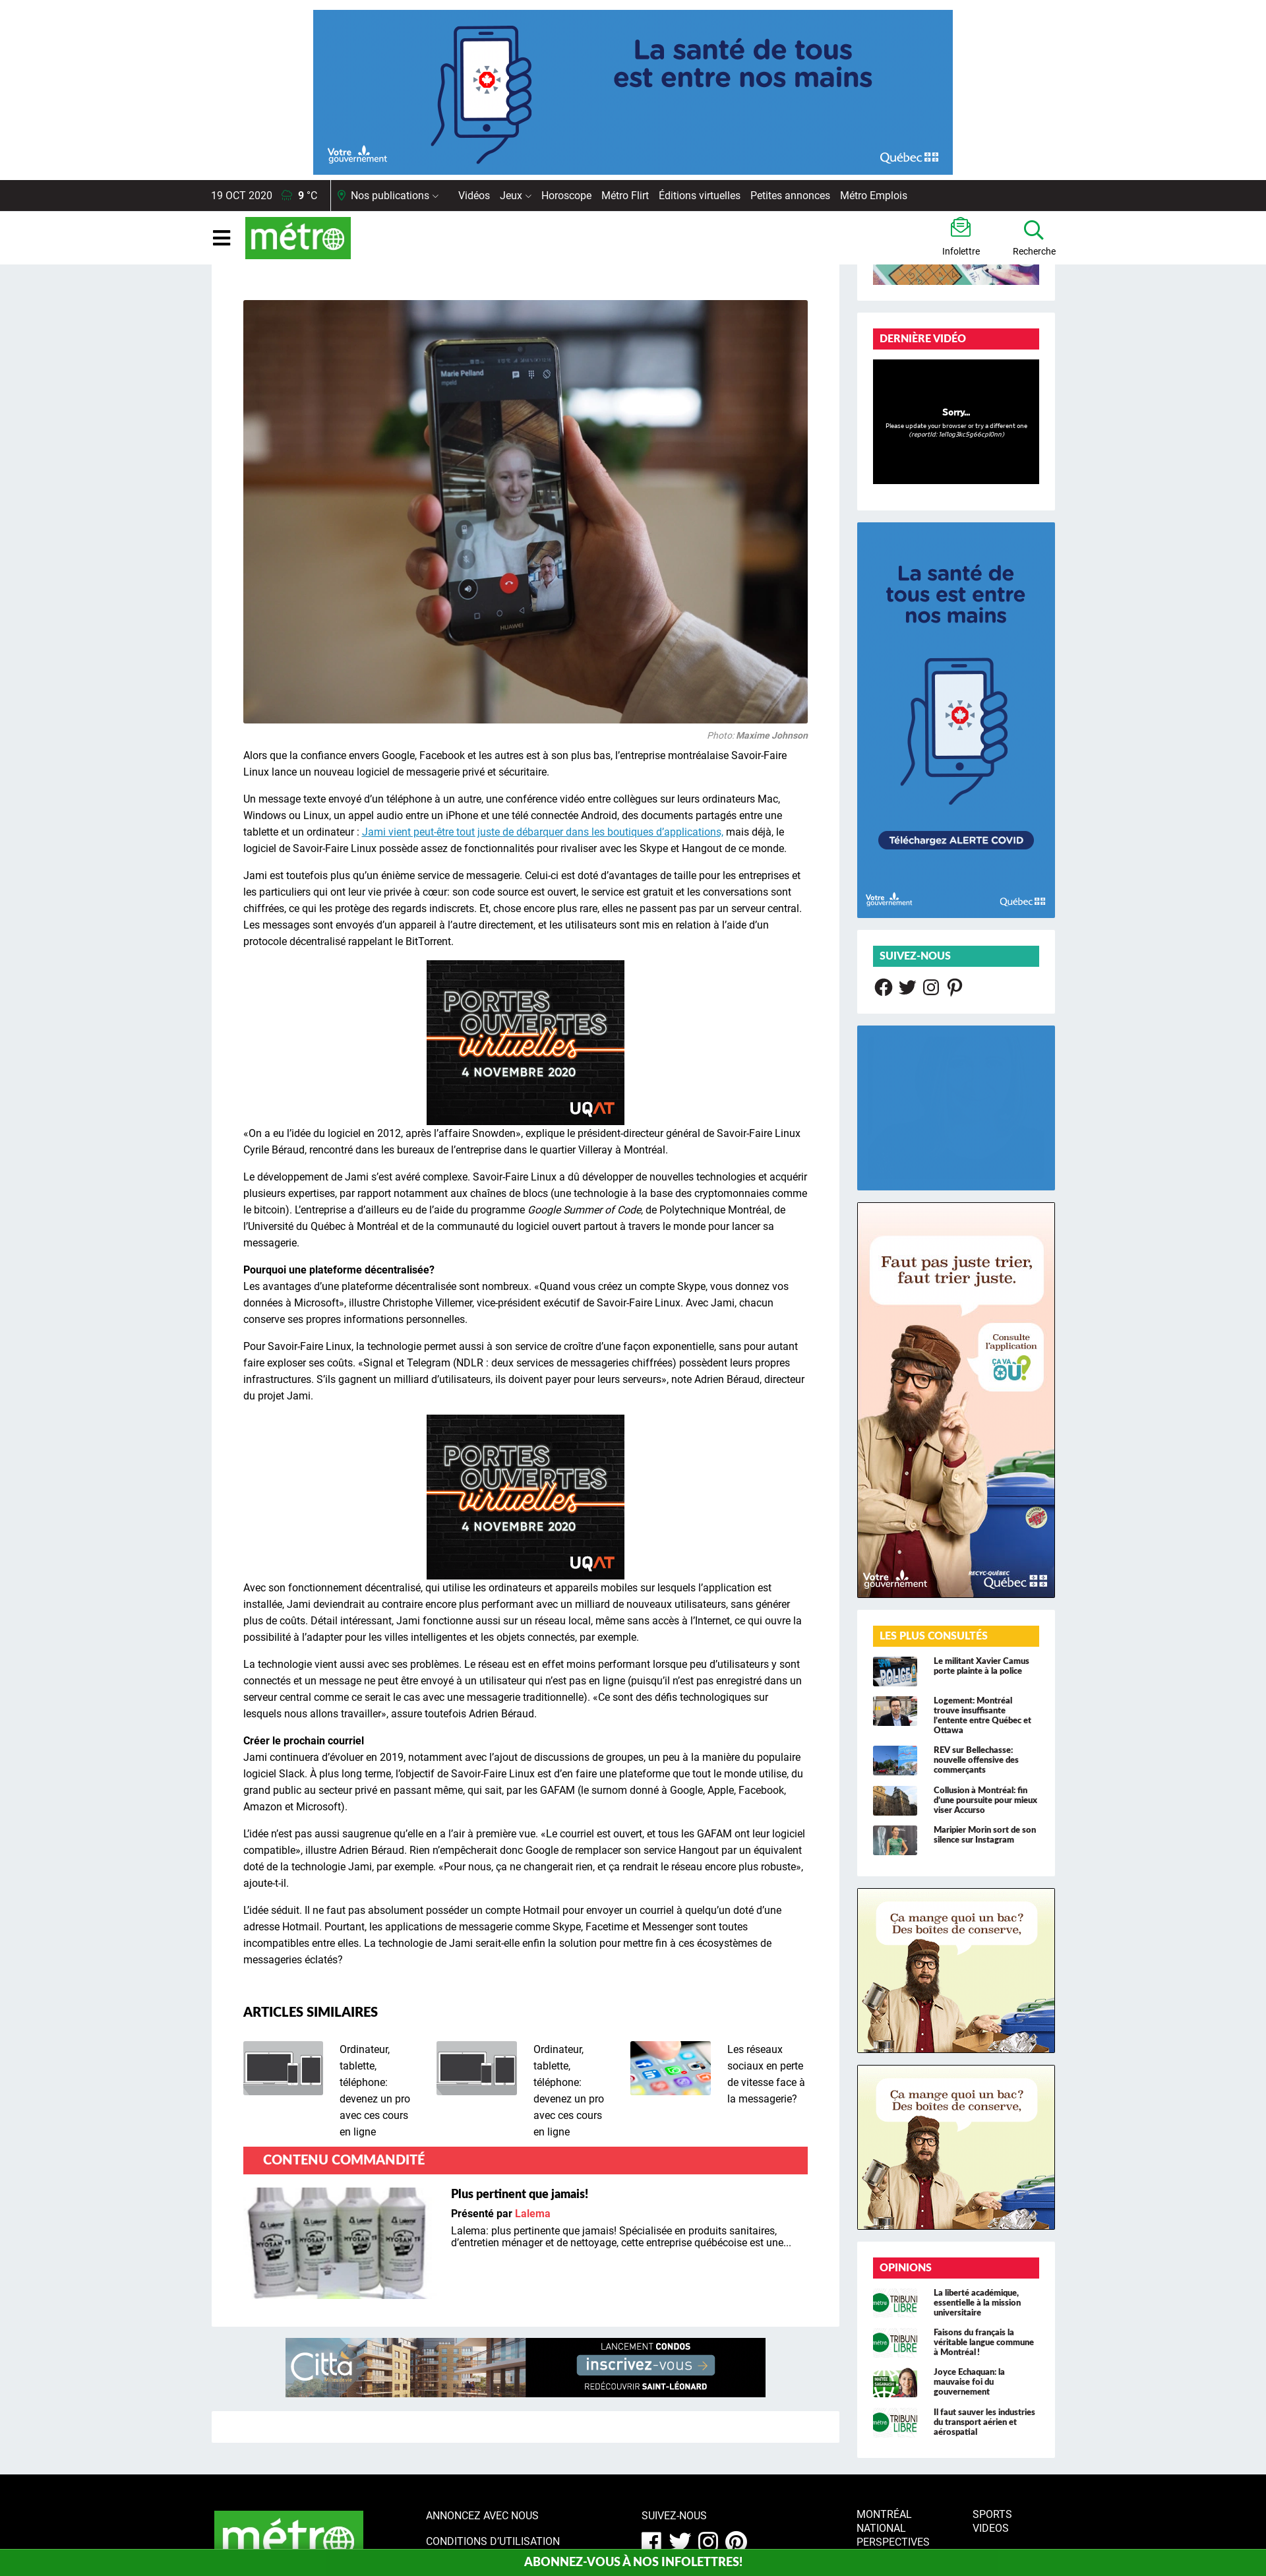 La santé de tous
est entre nos mains
Votre
gouvernement
Québec
19 OCT 2020
9 °C
Nos publications
Vidéos
Jeux
Horoscope
Métro Flirt
Éditions virtuelles
Petites annonces
Métro Emplois
métro
Infolettre
Recherche
Marie Pelland
HUAWEI
Photo: Maxime Johnson
Alors que la confiance envers Google, Facebook et les autres est à son plus bas, l’entreprise montréalaise Savoir-Faire
Linux lance un nouveau logiciel de messagerie privé et sécuritaire.
Un message texte envoyé d’un téléphone à un autre, une conférence vidéo entre collègues sur leurs ordinateurs Mac,
Windows ou Linux, un appel audio entre un iPhone et une télé connectée Android, des documents partagés entre une
tablette et un ordinateur : Jami vient peut-être tout juste de débarquer dans les boutiques d’applications, mais déjà, le
logiciel de Savoir-Faire Linux possède assez de fonctionnalités pour rivaliser avec les Skype et Hangout de ce monde.
Jami est toutefois plus qu’un énième service de messagerie. Celui-ci est doté d’avantages de taille pour les entreprises et
les particuliers qui ont leur vie privée à cœur: son code source est ouvert, le service est gratuit et les conversations sont
chiffrées, ce qui les protège des regards indiscrets. Et, chose encore plus rare, elles ne passent pas par un serveur central.
Les messages sont envoyés d’un appareil à l’autre directement, et les utilisateurs sont mis en relation à l’aide d’un
protocole décentralisé rappelant le BitTorrent.
PORTES
OUVERTES
virtuelles
4 NOVEMBRE 2020
UQAT
«On a eu l’idée du logiciel en 2012, après l’affaire Snowden», explique le président-directeur général de Savoir-Faire Linux
Cyrile Béraud, rencontré dans les bureaux de l’entreprise dans le quartier Villeray à Montréal.
Le développement de Jami s’est avéré complexe. Savoir-Faire Linux a dû développer de nouvelles technologies et acquérir
plusieurs expertises, par rapport notamment aux chaînes de blocs (une technologie à la base des cryptomonnaies comme
le bitcoin). L’entreprise a d’ailleurs eu de l’aide du programme Google Summer of Code, de Polytechnique Montréal, de
l’Université du Québec à Montréal et de la communauté du logiciel ouvert partout à travers le monde pour lancer sa
messagerie.
Pourquoi une plateforme décentralisée?
Les avantages d’une plateforme décentralisée sont nombreux. «Quand vous créez un compte Skype, vous donnez vos
données à Microsoft», illustre Christophe Villemer, vice-président exécutif de Savoir-Faire Linux. Avec Jami, chacun
conserve ses propres informations personnelles.
Pour Savoir-Faire Linux, la technologie permet aussi à son service de croître d’une façon exponentielle, sans pour autant
faire exploser ses coûts. «Signal et Telegram (NDLR : deux services de messageries chiffrées) possèdent leurs propres
infrastructures. S’ils gagnent un milliard d’utilisateurs, ils doivent payer pour leurs serveurs», note Adrien Béraud, directeur
du projet Jami.
PORTES
OUVERTES
virtuelles
4 NOVEMBRE 2020
UQAT
Avec son fonctionnement décentralisé, qui utilise les ordinateurs et appareils mobiles sur lesquels l’application est
installée, Jami deviendrait au contraire encore plus performant avec un milliard de nouveaux utilisateurs, sans générer
plus de coûts. Détail intéressant, Jami fonctionne aussi sur un réseau local, même sans accès à l’Internet, ce qui ouvre la
possibilité à l’adapter pour les villes intelligentes et les objets connectés, par exemple.
La technologie vient aussi avec ses problèmes. Le réseau est en effet moins performant lorsque peu d’utilisateurs y sont
connectés et un message ne peut être envoyé à un utilisateur qui n’est pas en ligne (puisqu’il n’est pas enregistré dans un
serveur central comme ce serait le cas avec une messagerie traditionnelle). «Ce sont des défis technologiques sur
lesquels nous allons travailler», assure toutefois Adrien Béraud.
Créer le prochain courriel
Jami continuera d’évoluer en 2019, notamment avec l’ajout de discussions de groupes, un peu à la manière du populaire
logiciel Slack. À plus long terme, l’objectif de Savoir-Faire Linux est d’en faire une plateforme que tout le monde utilise, du
grand public au secteur privé en passant même, qui sait, par les GAFAM (le surnom donné à Google, Apple, Facebook,
Amazon et Microsoft).
L’idée n’est pas aussi saugrenue qu’elle en a l’air à première vue. «Le courriel est ouvert, et tous les GAFAM ont leur logiciel
compatible», illustre Adrien Béraud. Rien n’empêcherait donc Google de remplacer son service Hangout par un équivalent
doté de la technologie Jami, par exemple. «Pour nous, ça ne changerait rien, et ça rendrait le réseau encore plus robuste»,
ajoute-t-il.
L’idée séduit. Il ne faut pas absolument posséder un compte Hotmail pour envoyer un courriel à quelqu’un doté d’une
adresse Hotmail. Pourtant, les applications de messagerie comme Skype, Facetime et Messenger sont toutes
incompatibles entre elles. La technologie de Jami serait-elle enfin la solution pour mettre fin à ces écosystèmes de
messageries éclatés?
ARTICLES SIMILAIRES
Ordinateur,
tablette,
téléphone:
devenez un pro
avec ces cours
en ligne
Ordinateur,
tablette,
téléphone:
devenez un pro
avec ces cours
en ligne
Les réseaux
sociaux en perte
de vitesse face à
la messagerie?
CONTENU COMMANDITÉ
Plus pertinent que jamais!
Présenté par Lalema
Lalema: plus pertinente que jamais! Spécialisée en produits sanitaires,
d’entretien ménager et de nettoyage, cette entreprise québécoise est une...
Città
LANCEMENT CONDOS
inscrivez-vous
REDÉCOUVRIR SAINT-LÉONARD
DERNIÈRE VIDÉO
Sorry...
Please update your browser or try a different one
La santé de
tous est entre
nos mains
Téléchargez ALERTE COVID
Votre
gouvernement
Québec
SUIVEZ-NOUS
Faut pas juste trier,
faut trier juste.
Consulte
l’application
ÇA VA
OÙ?
Votre
gouvernement
RECYC-QUÉBEC
Québec
LES PLUS CONSULTÉS
POLICE
Le militant Xavier Camus
porte plainte à la police
Logement: Montréal
trouve insuffisante
l’entente entre Québec et
Ottawa
REV sur Bellechasse:
nouvelle offensive des
commerçants
Collusion à Montréal: fin
d’une poursuite pour mieux
viser Accurso
Maripier Morin sort de son
silence sur Instagram
Ça mange quoi un bac?
Des boîtes de conserve,
Ça mange quoi un bac?
Des boîtes de conserve,
OPINIONS
métro
TRIBUNE
LIBRE
La liberté académique,
essentielle à la mission
universitaire
métro
TRIBUNE
LIBRE
Faisons du français la
véritable langue commune
à Montréal !
Joyce Echaquan: la
mauvaise foi du
gouvernement
métro
TRIBUNE
LIBRE
Il faut sauver les industries
du transport aérien et
aérospatial
métro
ANNONCEZ AVEC NOUS
CONDITIONS D’UTILISATION
SUIVEZ-NOUS
MONTRÉAL
NATIONAL
PERSPECTIVES
SPORTS
VIDEOS
ABONNEZ-VOUS À NOS INFOLETTRES!